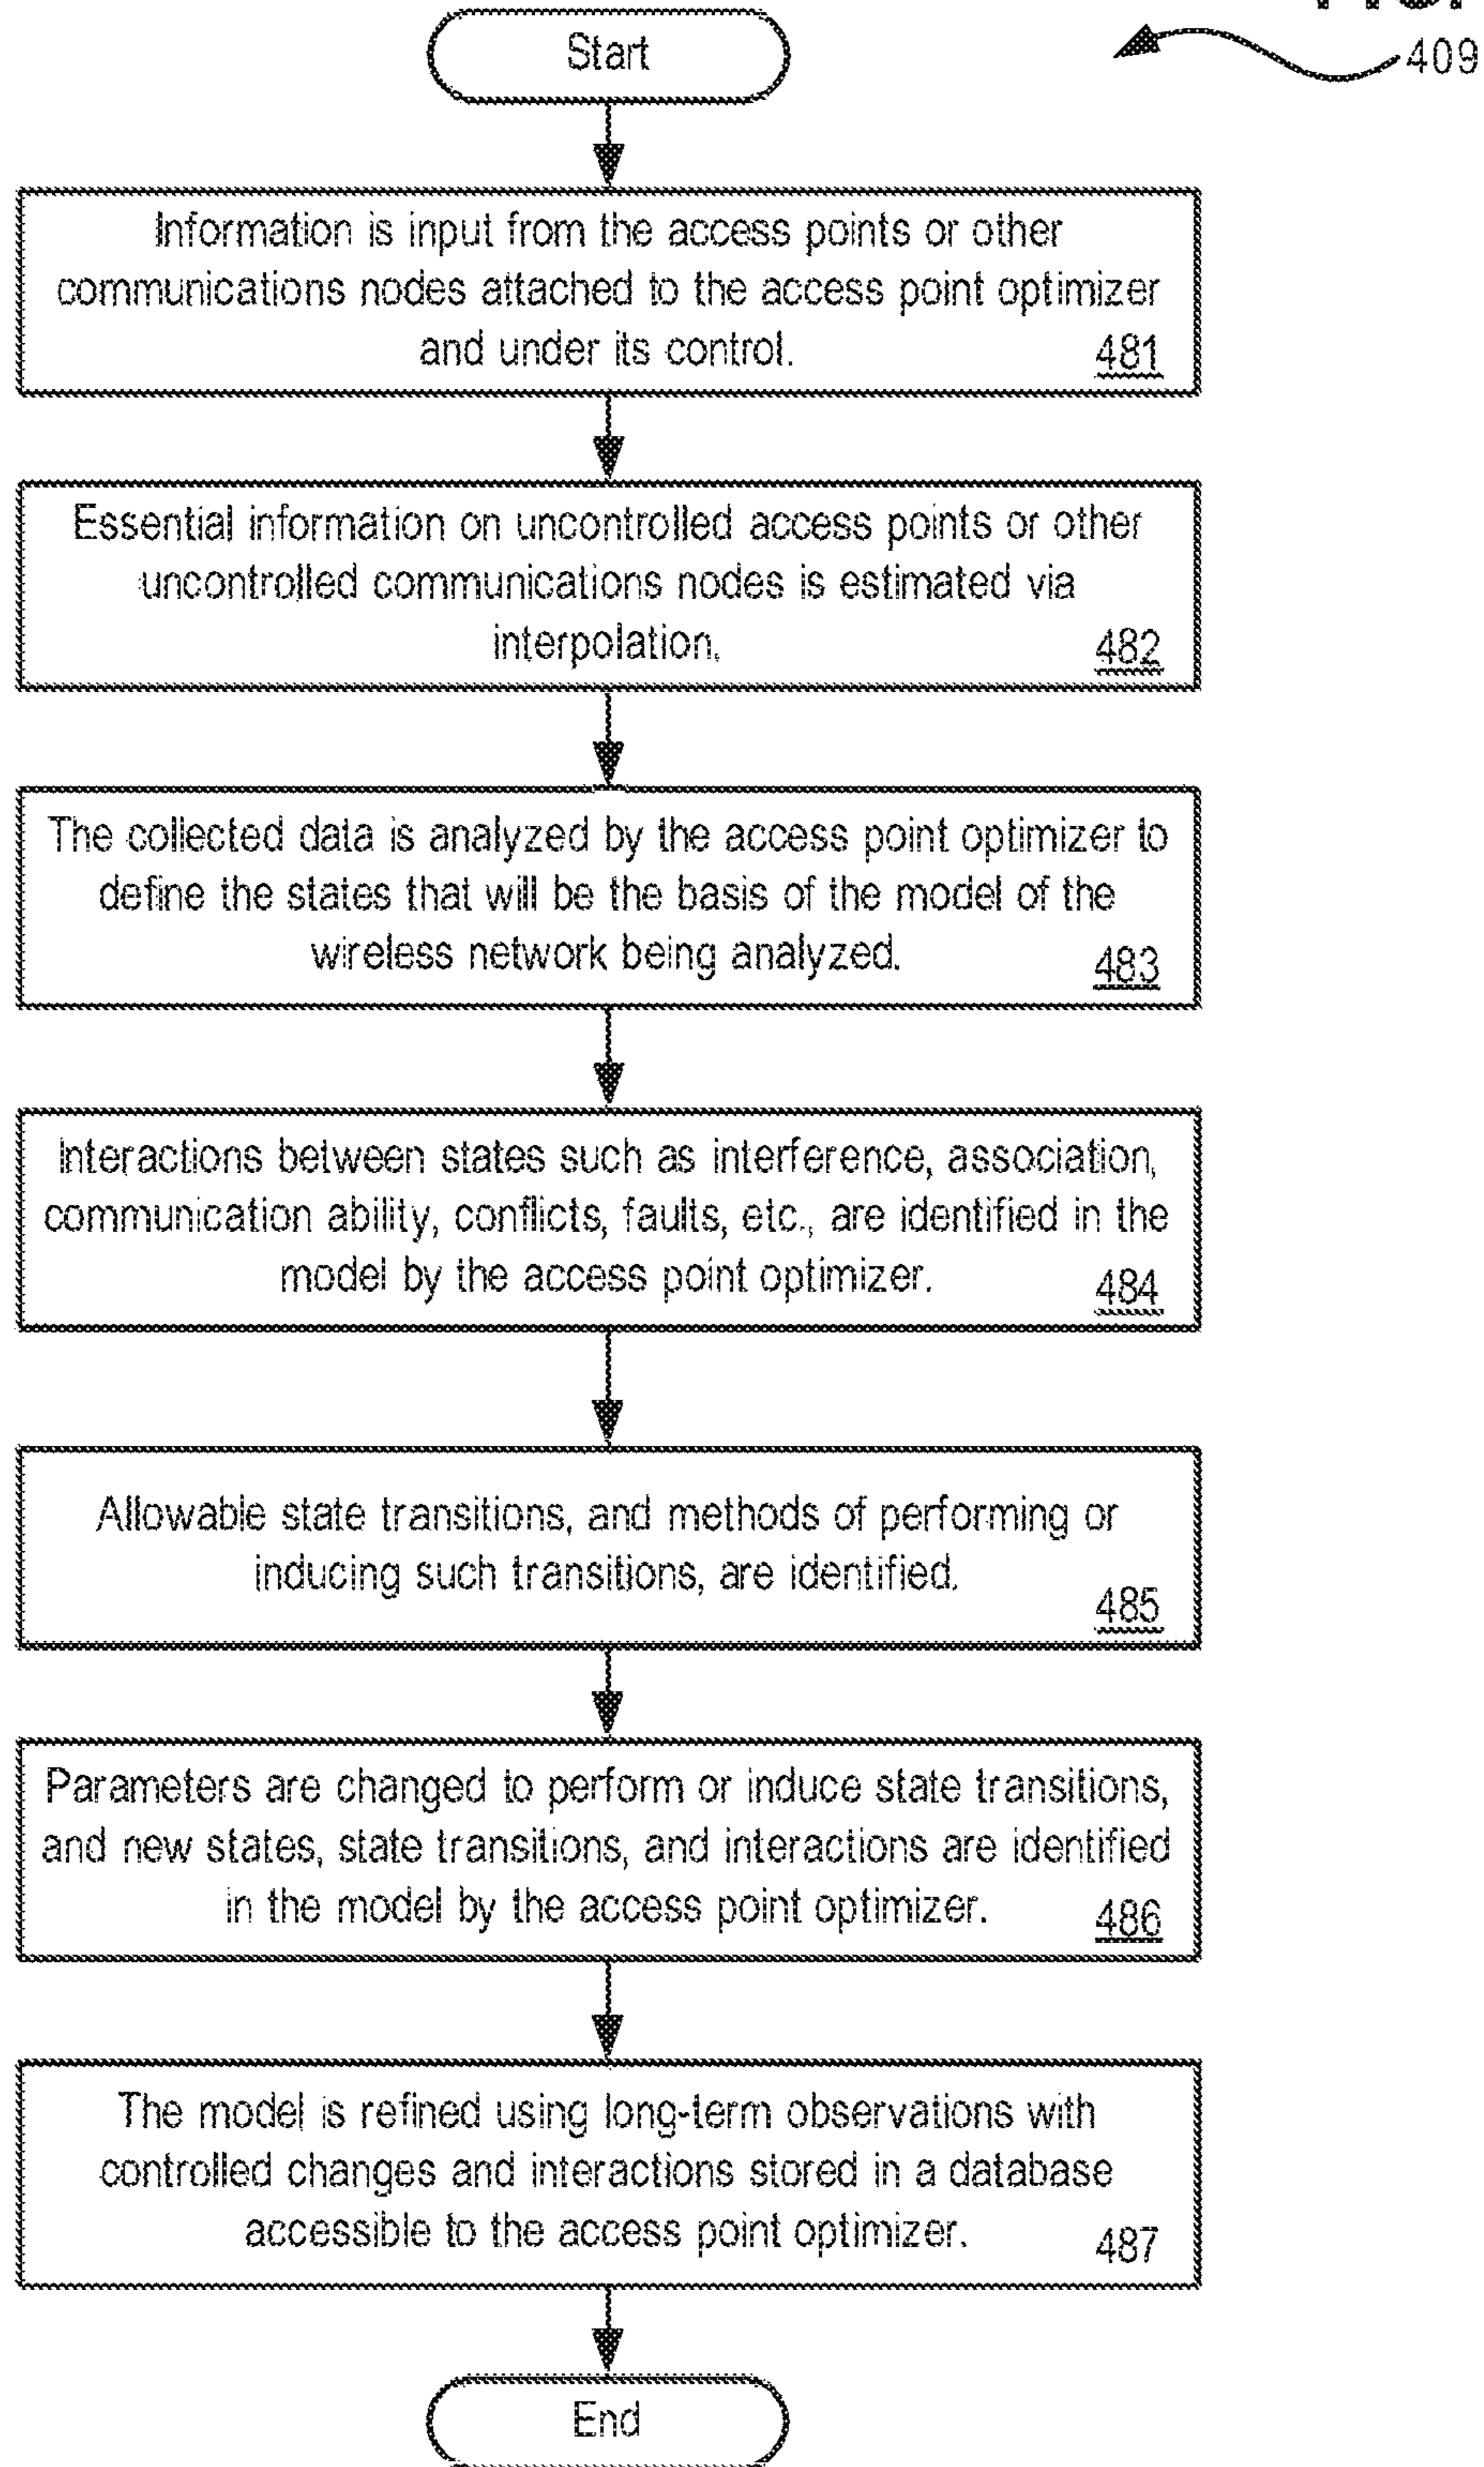 Start
409
Information is input from the access points or other
communications nodes attached to the access point optimizer
and under its control.
481
Essential information on uncontrolled access points or other
uncontrolled communications nodes is estimated via
interpolation.
482
The collected data is analyzed by the access point optimizer to
define the states that will be the basis of the model of the
wireless network being analyzed.
483
Interactions between states such as interference, association,
communication ability, conflicts, faults, etc., are identified in the
model by the access point optimizer.
484
Allowable state transitions, and methods of performing or
inducing such transitions, are identified.
485
Parameters are changed to perform or induce state transitions,
and new states, state transitions, and interactions are identified
in the model by the access point optimizer.
486
The model is refined using long-term observations with
controlled changes and interactions stored in a database
accessible to the access point optimizer.
487
End